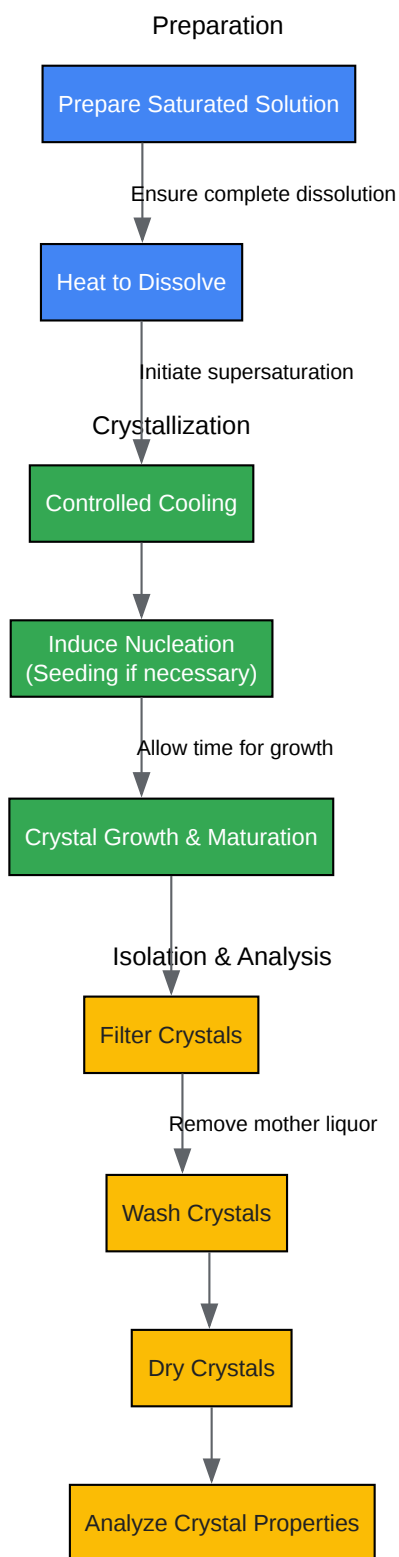 Preparation
Prepare Saturated Solution
Ensure complete dissolution
Heat to Dissolve
Initiate supersaturation
Crystallization
Controlled Cooling
Induce Nucleation
(Seeding if necessary)
Allow time for growth
Crystal Growth & Maturation
Isolation & Analysis
Filter Crystals
Remove mother liquor
Wash Crystals
Dry Crystals
Analyze Crystal Properties